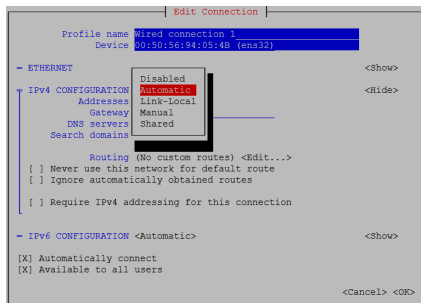 Edit Connection
Profile name Wired connection 1
Device 00:50:56:94:05:4B (ens32)
ETHERNET <Show>
Disabled
IPv4 CONFIGURATION Automatic <Hide>
Addresses Link-Local
Gateway Manual
DNS servers Shared
Search domains
Routing (No custom routes) <Edit...>
[ ] Never use this network for default route
[ ] Ignore automatically obtained routes
[ ] Require IPv4 addressing for this connection
IPv6 CONFIGURATION <Automatic> <Show>
[X] Automatically connect
[X] Available to all users
<Cancel> <OK>